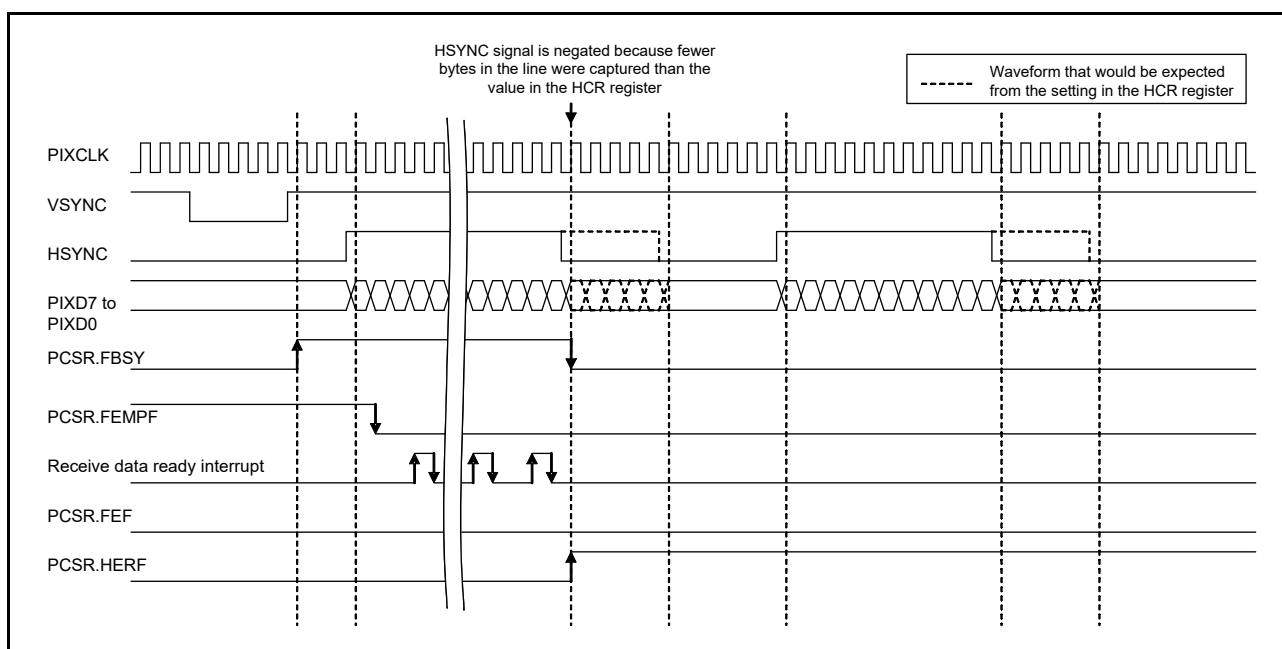 HSYNC signal is negated because fewer
bytes in the line were captured than the
value in the HCR register
Waveform that would be expected
from the setting in the HCR register
PIXCLK
VSYNC
HSYNC
PIXD7 to
PIXD0
PCSR.FBSY
PCSR.FEMPF
Receive data ready interrupt
PCSR.FEF
PCSR.HERF